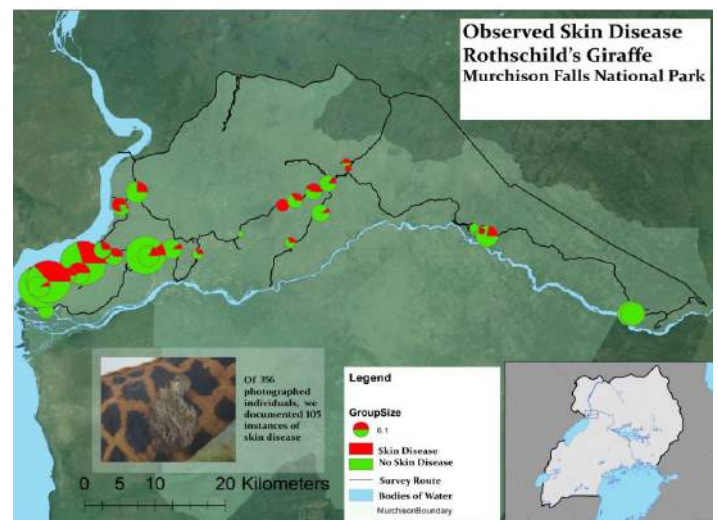 Observed Skin Disease
Rothschild's Giraffe
Murchison Falls National Park
Of 356
photographed
individuals, we
documented 105
instances of
skin disease
Legend
GroupSize
6.1
Skin Disease
No Skin Disease
Survey Route
Bodies of Water
MurchisonBoundary
0 5 10 20 Kilometers